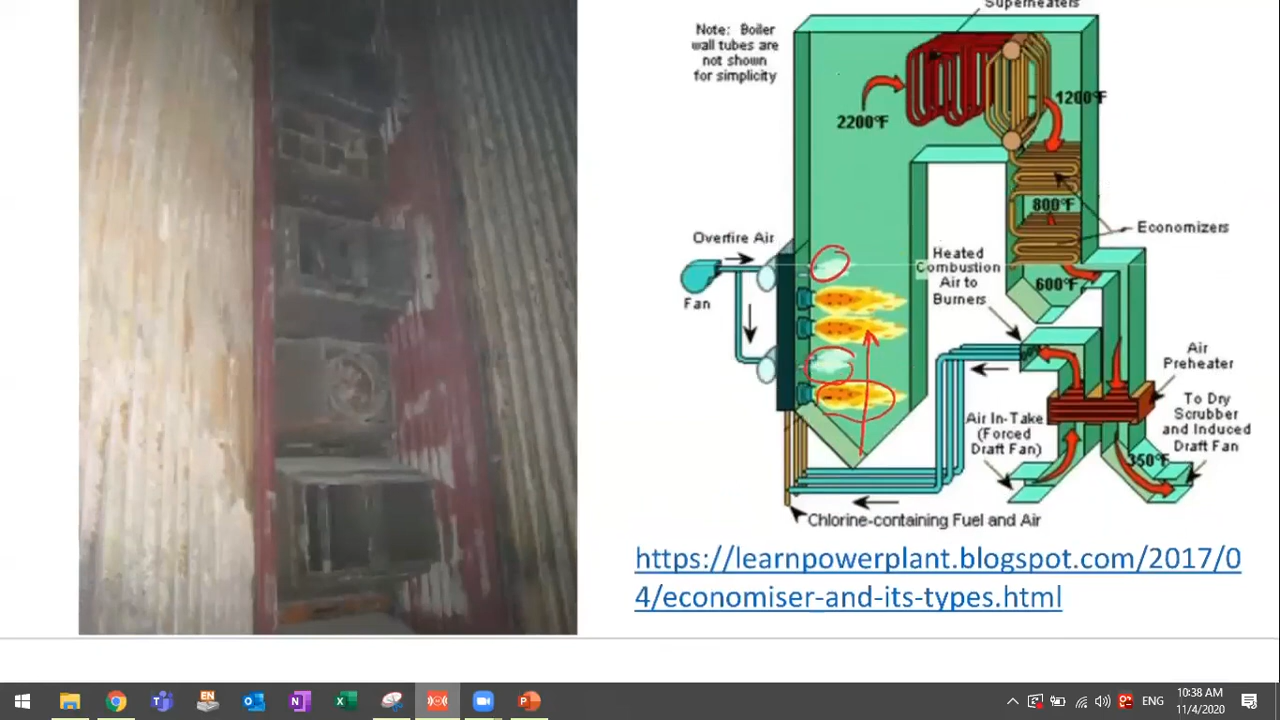 Superheaters
Note: Boiler
wall tubes are
not shown
for simplicity
2200°F
1200°F
800°F
Economizers
Overfire Air
Fan
Heated
Combustion
Air to
Burners
600°F
Air
Preheater
To Dry
Scrubber
and Induced
Draft Fan
Air In-Take
(Forced
Draft Fan)
350°F
Chlorine-containing Fuel and Air
https://learnpowerplant.blogspot.com/2017/0
4/economiser-and-its-types.html
EN
ENG
10:38 AM
11/4/2020